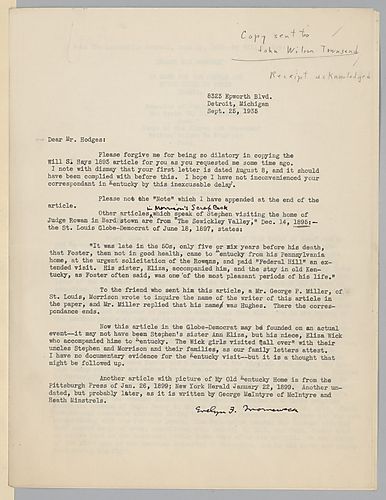 Copy sent to
John Wilson Townsend
Receipt acknowledged
8323 Epworth Blvd.
Detroit, Michigan
Sept. 25, 1935
Dear Mr. Hodges:
Please forgive me for being so dilatory in copying the
Will S. Hays 1893 article for you as you requested me some time ago.
I note with dismay that your first letter is dated August 8, and it should
have been complied with before this. I hope I have not inconvenienced your
correspondant in Kentucky by this inexcusable delay.
Please not the "Note" which I have appended at the end of the
article.
in Morrison's Scrap Book
Other articles, which speak of Stephen visiting the home of
Judge Rowan in Bardstown are from "The Sewickley Valley," Dec. 14, 1895;—
the St. Louis Globe-Democrat of June 18, 1897, states:
"It was late in the 50s, only five or six years before his death,
that Foster, then not in good health, came to Kentucky from his Pennsylvania
home, at the urgent solicitation of the Rowans, and paid "Federal Hill" an ex-
tended visit. His sister, Eliza, accompanied him, and the stay in old Ken-
tucky, as Foster often said, was one of the most pleasant periods of his life."
To the friend who sent him this article, a Mr. George F. Miller, of
St. Louis, Morrison wrote to inquire the name of the writer of this article
in the paper, and Mr. Miller replied that his name was Hughes. There the corres-
pondence ends.
Now this article in the Globe-Democrat may be founded on an actual
event--it may not have been Stephen's sister Ann Eliza, but his niece, Eliza Wick
who accompanied hime to Kentucky. The Wick girls visited "all over" with their
uncles Stephen and Morrison and their families, as our family letters attest.
I have no documentary evidence for the Kentucky visit--but it is a thought that
might be followed up.
Another article with picture of My Old Kentucky Home is from the
Pittsburgh Press of Jan. 26, 1899; New York Herald January 22, 1899. Another un-
dated, but probably later, as it is written by George McIntyre of McIntyre and
Heath Minstrels.
Evelyn F. Morneweck